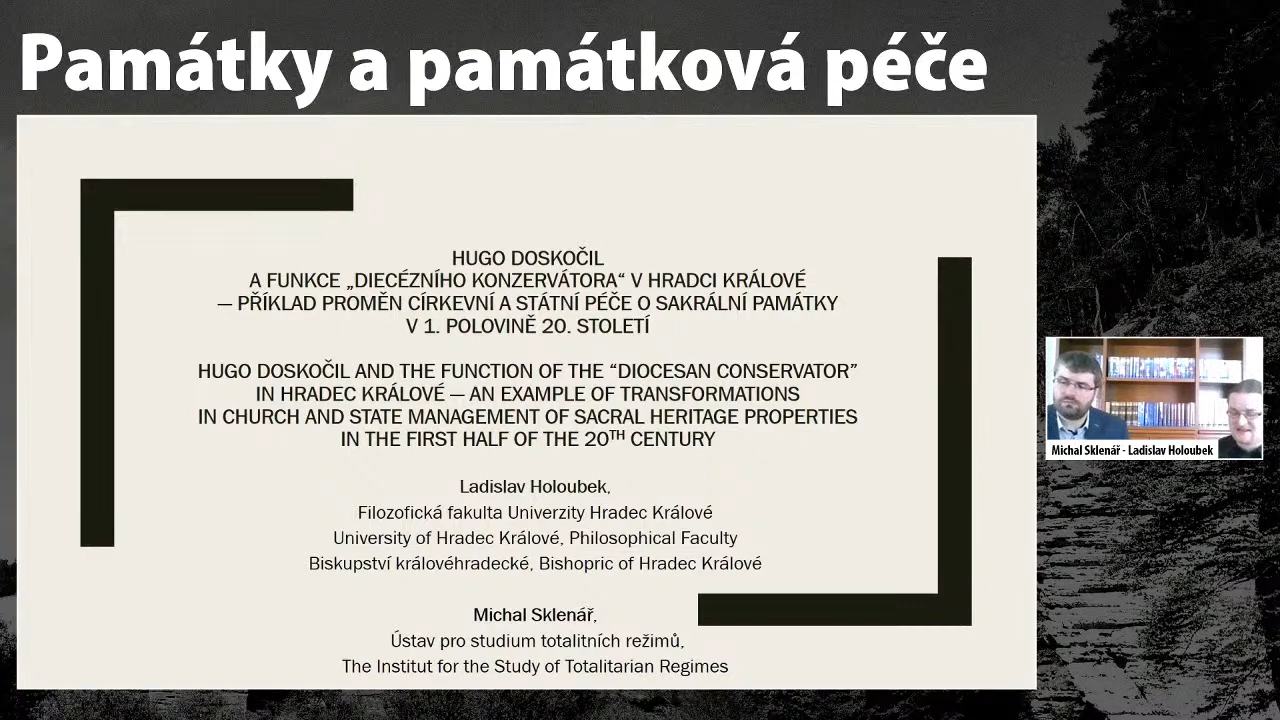 Památky a památková péče
HUGO DOSKOČIL
A FUNKCE „DIECÉZNÍHO KONZERVÁTORA“ V HRADCI KRÁLOVÉ
— PŘÍKLAD PROMĚN CÍRKEVNÍ A STÁTNÍ PÉČE O SAKRÁLNÍ PAMÁTKY
V 1. POLOVINĚ 20. STOLETÍ
HUGO DOSKOČIL AND THE FUNCTION OF THE “DIOCESAN CONSERVATOR”
IN HRADEC KRÁLOVÉ — AN EXAMPLE OF TRANSFORMATIONS
IN CHURCH AND STATE MANAGEMENT OF SACRAL HERITAGE PROPERTIES
IN THE FIRST HALF OF THE 20TH CENTURY
Ladislav Holoubek,
Filozofická fakulta Univerzity Hradec Králové
University of Hradec Králové, Philosophical Faculty
Biskupství královéhradecké, Bishopric of Hradec Králové
Michal Sklenář,
Ústav pro studium totalitních režimů,
The Institut for the Study of Totalitarian Regimes
Michal Sklenář - Ladislav Holoubek